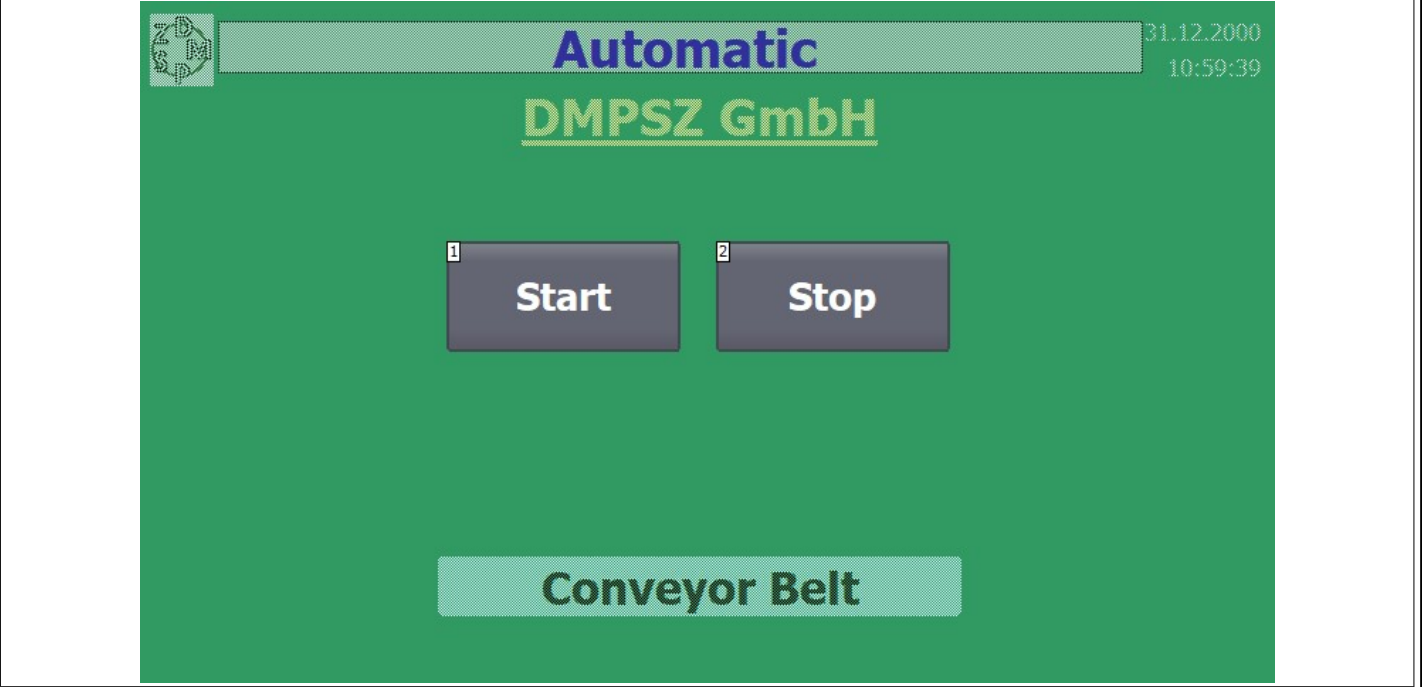 Z D M P S
Automatic
31.12.2000
10:59:39
DMPSZ GmbH
1
Start
2
Stop
Conveyor Belt